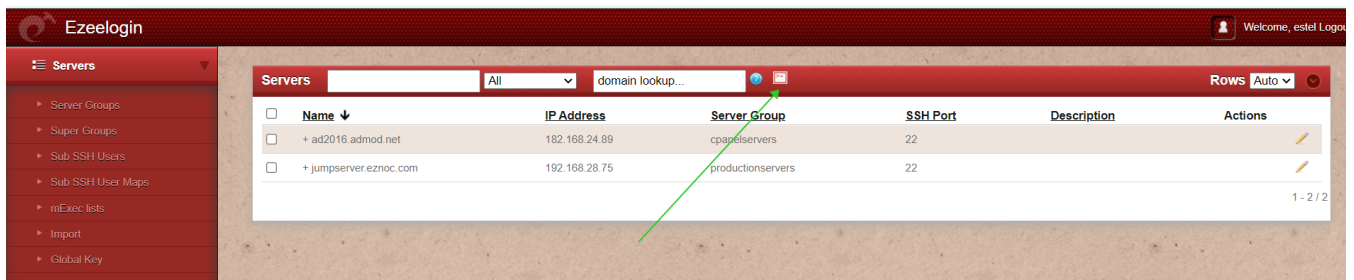 Ezeelogin
Welcome, estel Logou
Servers
Server Groups
Super Groups
Sub SSH Users
Sub SSH User Maps
mExec lists
Import
Global Key
Servers All domain lookup... Rows Auto
Name IP Address Server Group SSH Port Description Actions
+ ad2016.admod.net 182.168.24.89 cpanelservers 22
+ jumpserver.eznoc.com 192.168.28.75 productionservers 22
1 - 2 / 2